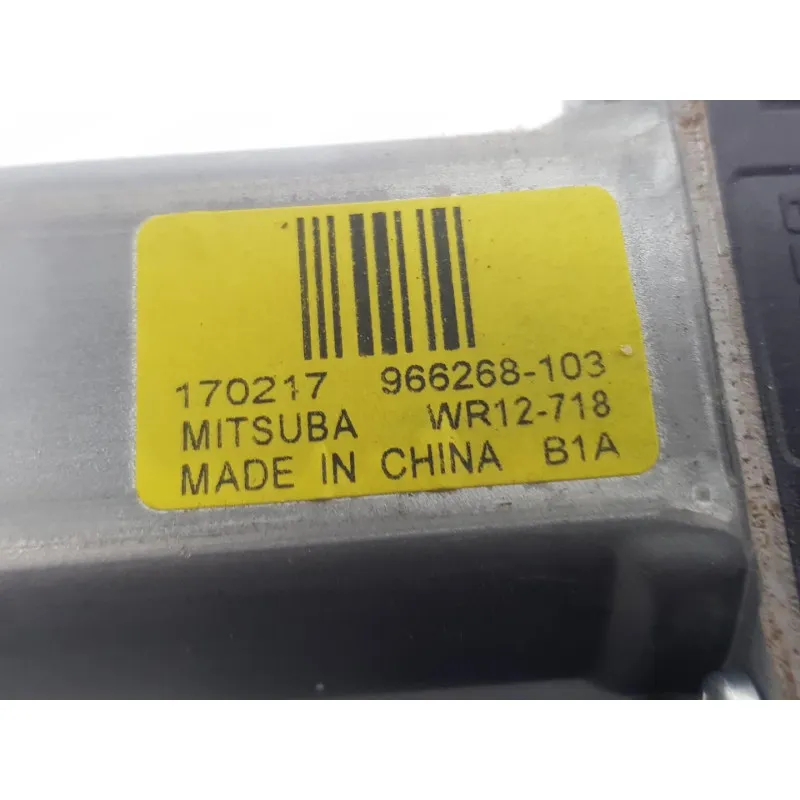 170217 966268-103
MITSUBA WR12-718
MADE IN CHINA B1A